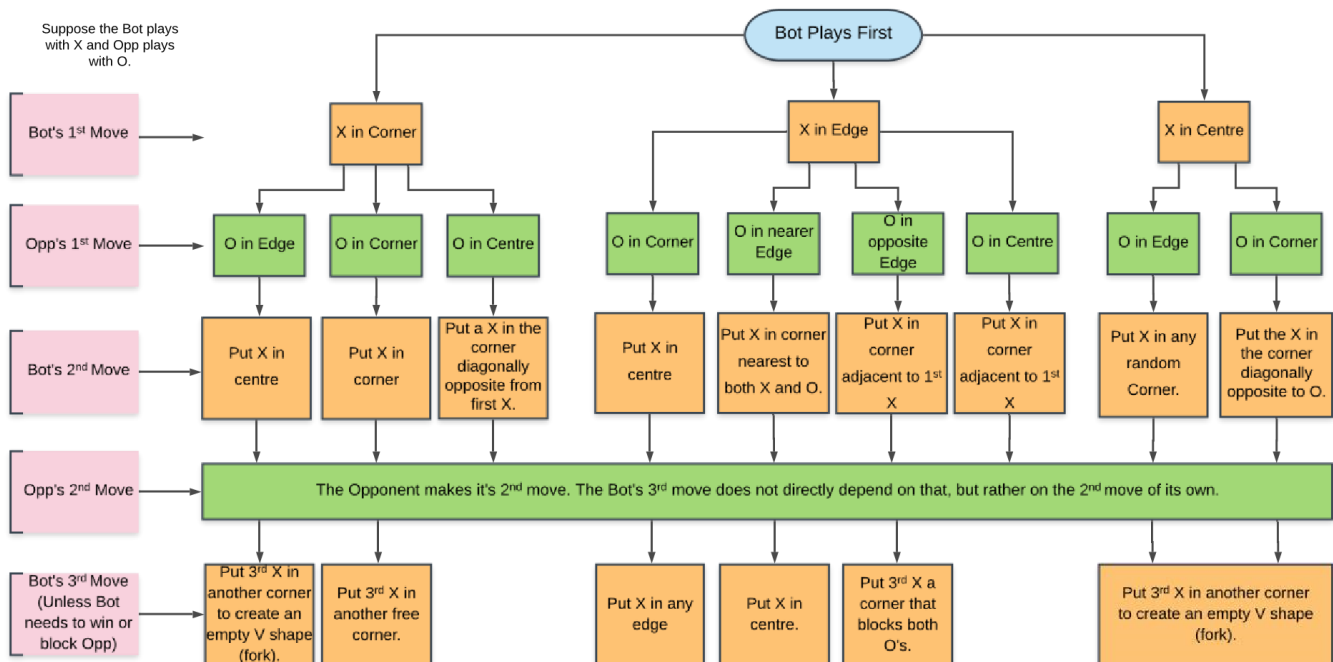 Suppose the Bot plays
with X and Opp plays
with O.
Bot Plays First
Bot's 1st Move
X in Corner
X in Edge
X in Centre
Opp's 1st Move
O in Edge
O in Corner
O in Centre
O in Corner
O in nearer
Edge
O in
opposite
Edge
O in Centre
O in Edge
O in Corner
Bot's 2nd Move
Put X in
centre
Put X in
corner
Put a X in the
corner
diagonally
opposite from
first X.
Put X in
centre
Put X in corner
nearest to
both X and O.
Put X in
corner
adjacent to 1st
X
Put X in
corner
adjacent to 1st
X
Put X in any
random
Corner.
Put the X in
the corner
diagonally
opposite to O.
Opp's 2nd Move
The Opponent makes it's 2nd move. The Bot's 3rd move does not directly depend on that, but rather on the 2nd move of its own.
Bot's 3rd Move
(Unless Bot
needs to win or
block Opp)
Put 3rd X in
another corner
to create an
empty V shape
(fork).
Put 3rd X in
another free
corner.
Put X in any
edge
Put X in
centre.
Put 3rd X a
corner that
blocks both
O's.
Put 3rd X in another corner
to create an empty V shape
(fork).